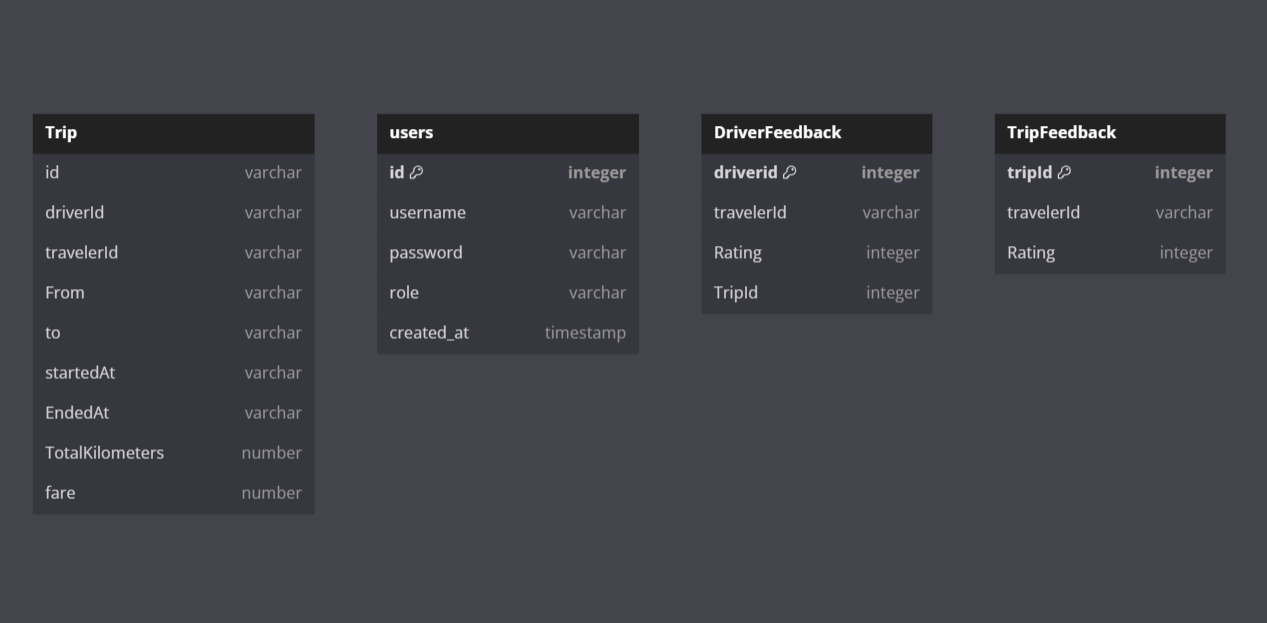 Trip
id varchar
driverId varchar
travelerId varchar
From varchar
to varchar
startedAt varchar
EndedAt varchar
TotalKilometers number
fare number
users
id integer
username varchar
password varchar
role varchar
created_at timestamp
DriverFeedback
driverid integer
travelerId varchar
Rating integer
TripId integer
TripFeedback
tripId integer
travelerId varchar
Rating integer